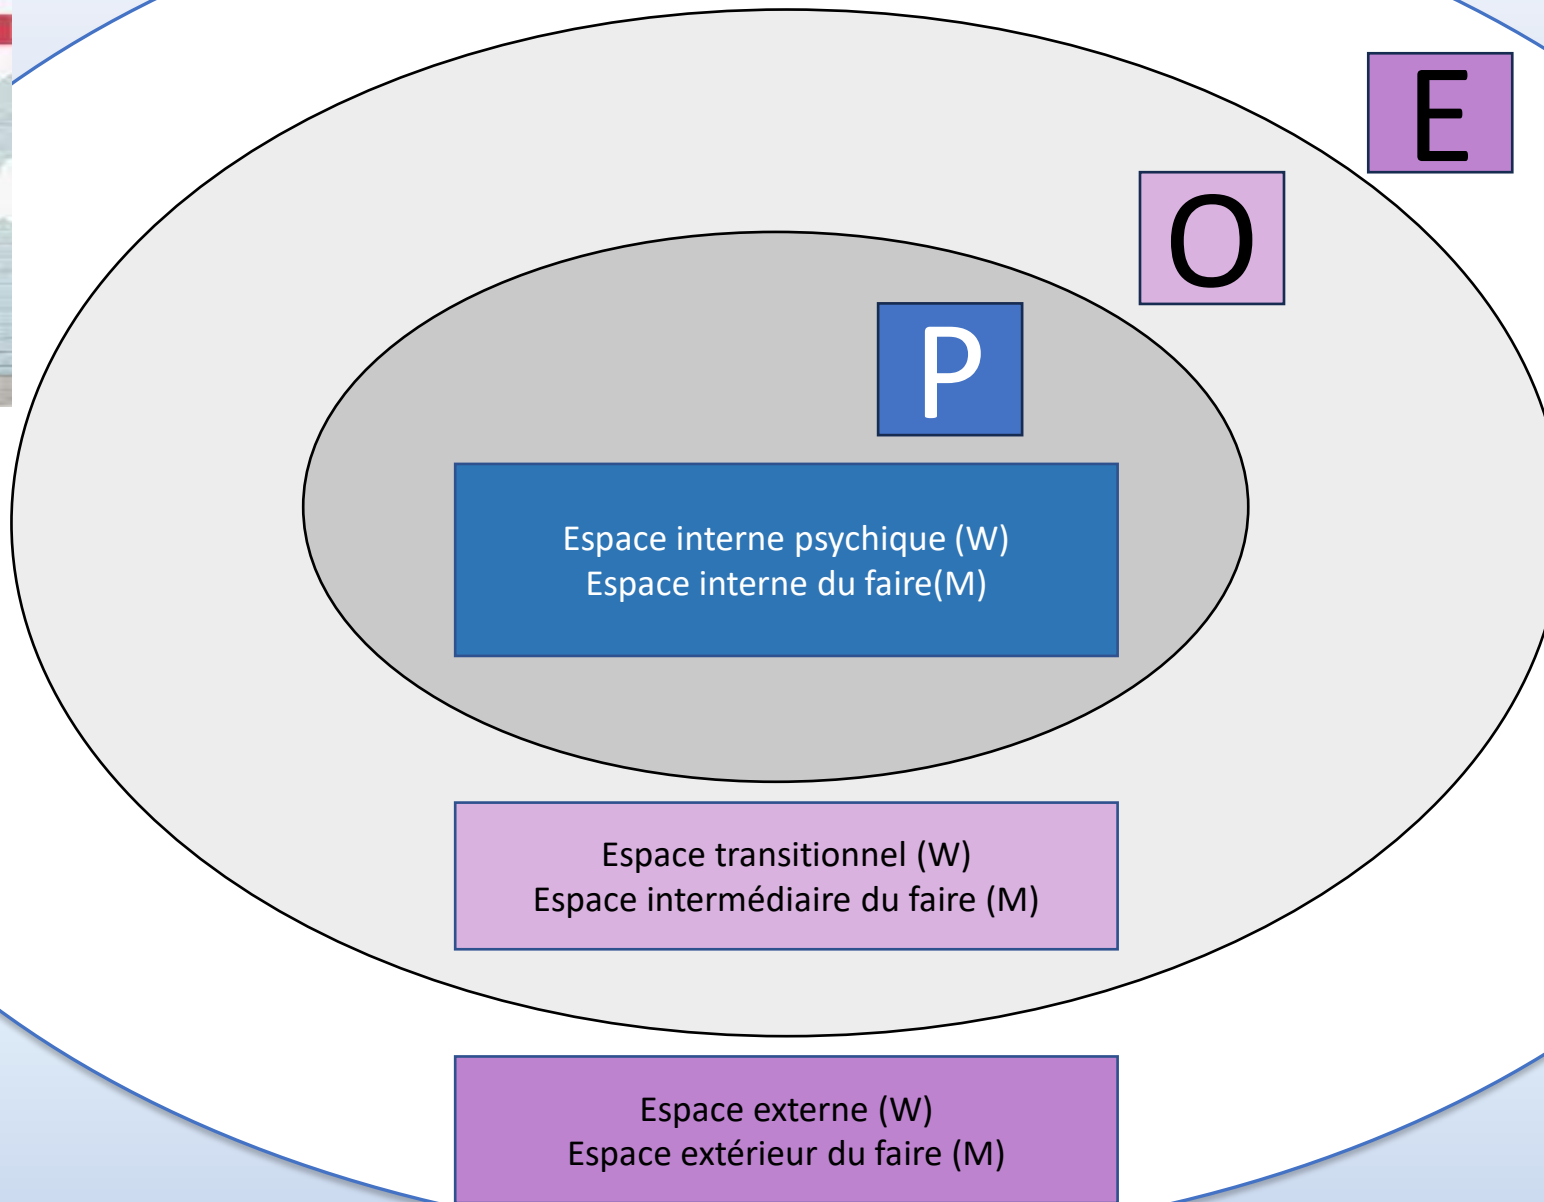 E
O
P
Espace interne psychique (W)
Espace interne du faire(M)
Espace transitionnel (W)
Espace intermédiaire du faire (M)
Espace externe (W)
Espace extérieur du faire (M)